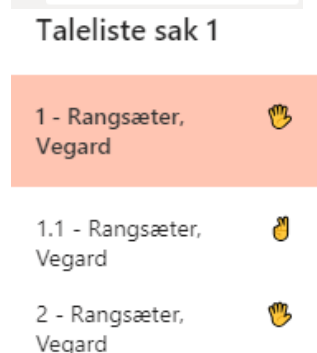 Taleliste sak 1
1 - Rangsæter,
Vegard
1.1 - Rangsæter,
Vegard
2 - Rangsæter,
Vegard